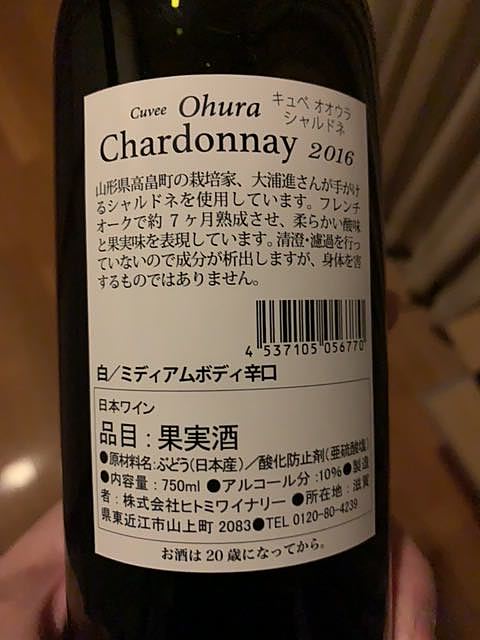 Cuvee Ohura キュベ オオウラ
Chardonnay 2016 シャルドネ
山形県高畠町の栽培家、大浦進さんが手がけ
るシャルドネを使用しています。フレンチ
オークで約7ヶ月熟成させ、柔らかい酸味
と果実味を表現しています。清澄・濾過を行っ
ていないので成分が析出しますが、身体を害
するものではありません。
4 537105 056770
白/ミディアムボディ辛口
日本ワイン
品目:果実酒
●原材料名:ぶどう(日本産)/酸化防止剤(亜硫酸塩)
●内容量:750ml ●アルコール分:10% ●製造
者:株式会社ヒトミワイナリー ●所在地:滋賀
県東近江市山上町 2083 ●TEL 0120-80-4239
お酒は20歳になってから。